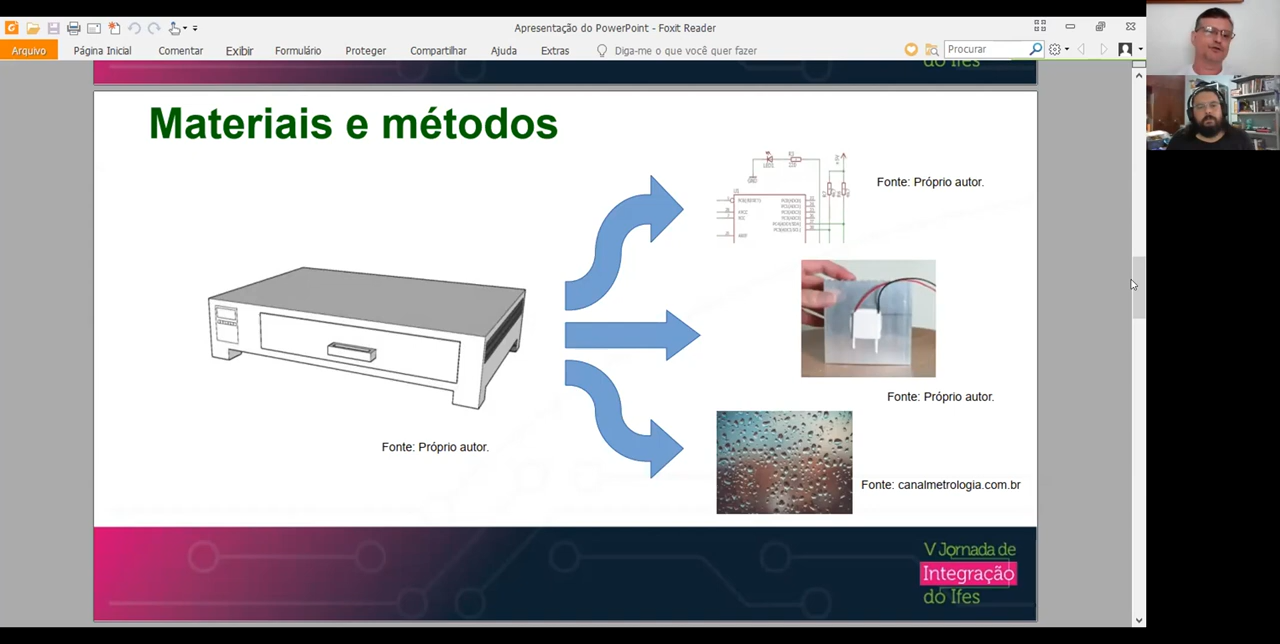 Apresentação do PowerPoint - Foxit Reader
Arquivo
Página Inicial
Comentar
Exibir
Formulário
Proteger
Compartilhar
Ajuda
Extras
Diga-me o que você quer fazer
Procurar
do Ifes
Materiais e métodos
Fonte: Próprio autor.
Fonte: Próprio autor.
Fonte: Próprio autor.
Fonte: canalmetrologia.com.br
V Jornada de
Integração
do Ifes